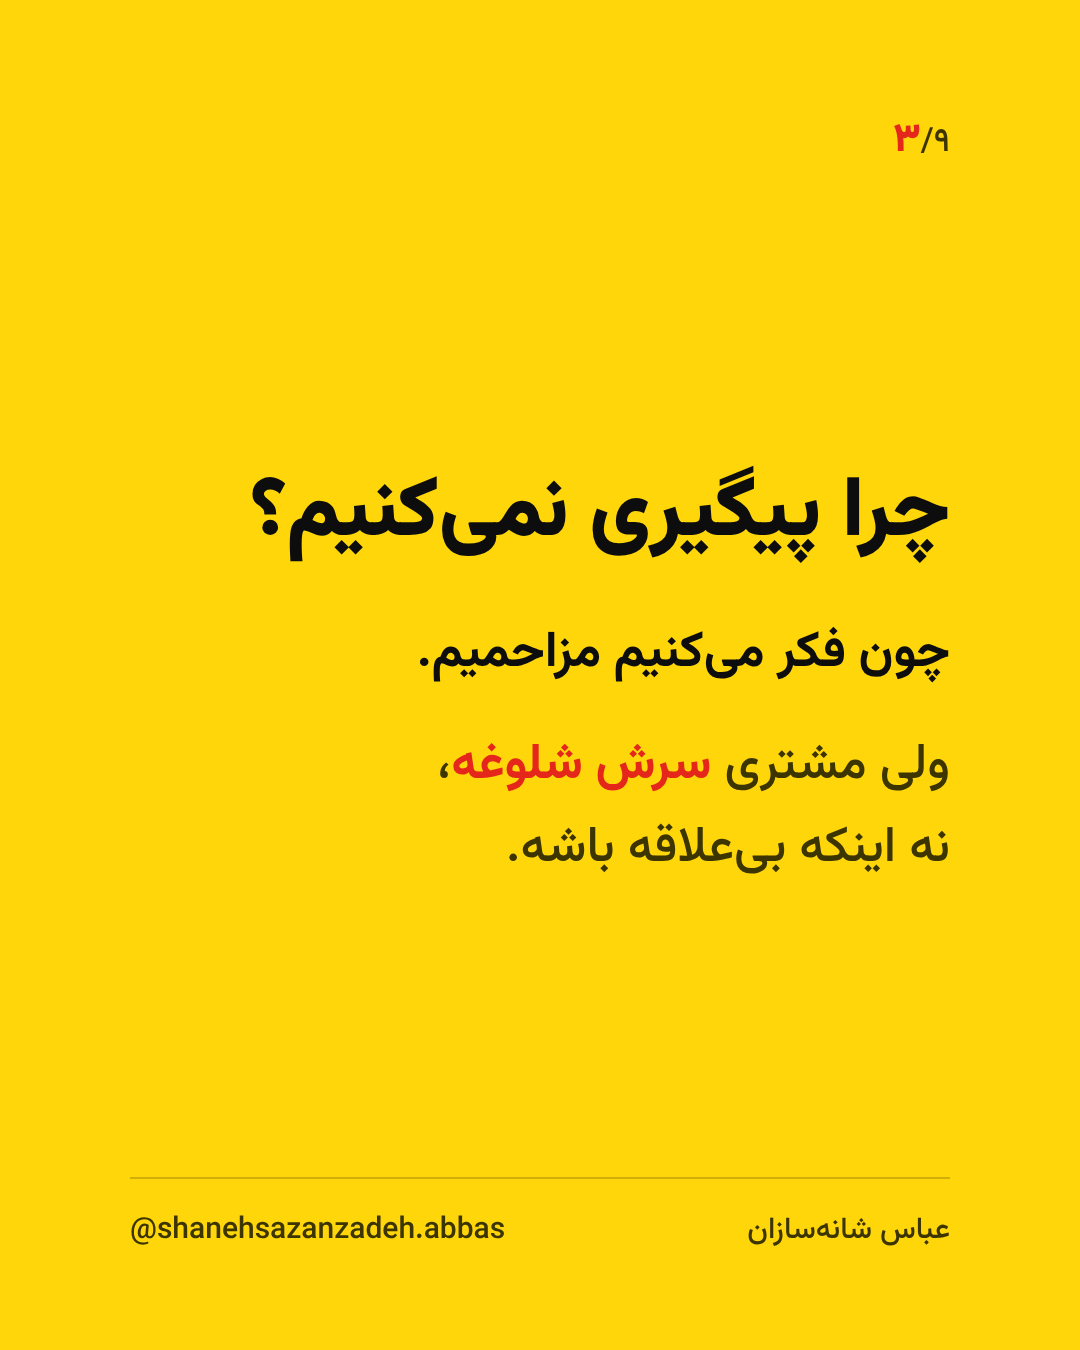 ۳/۹
چرا پیگیری نمی‌کنیم؟
چون فکر می‌کنیم مزاحمیم.
ولی مشتری سرش شلوغه،
نه اینکه بی‌علاقه باشه.
عباس شانه‌سازان
@shanehsazanzadeh.abbas